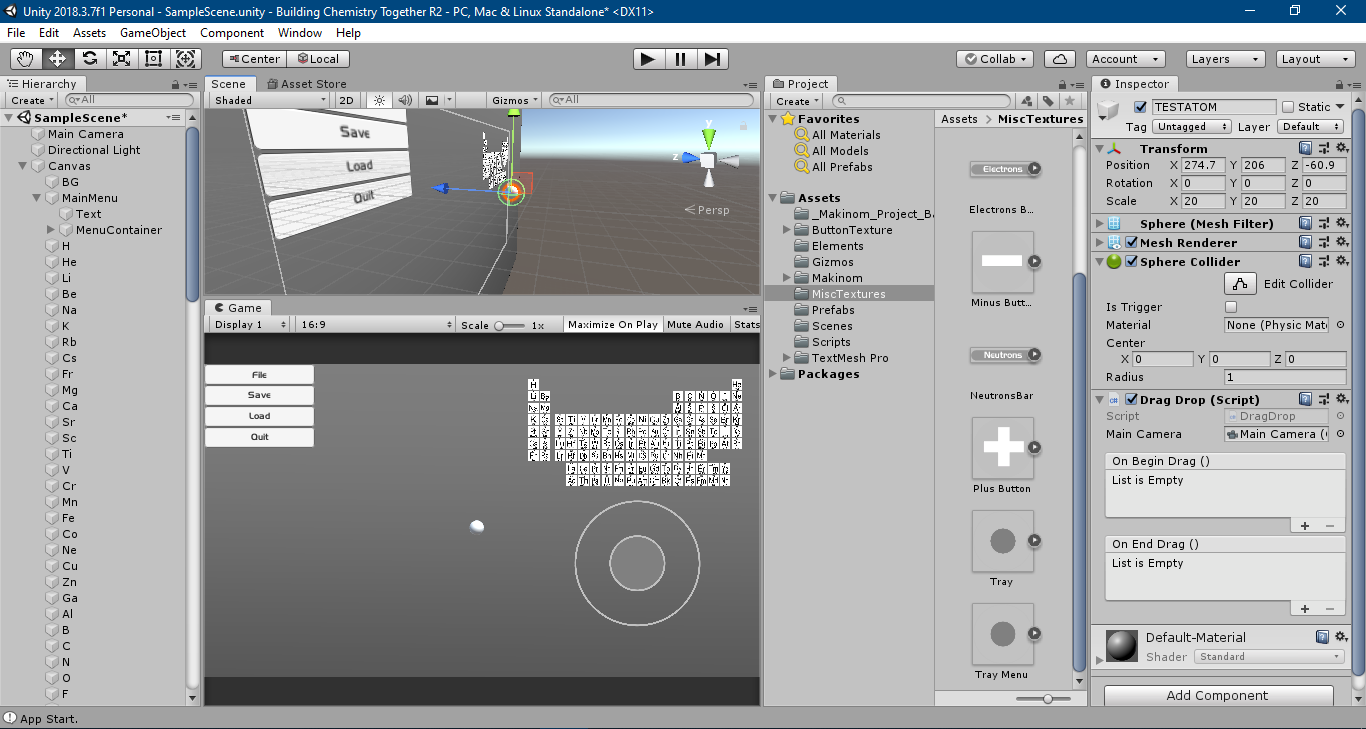 Unity 2018.3.7f1 Personal - SampleScene.unity - Building Chemistry Together R2 - PC, Mac & Linux Standalone* <DX11>
File Edit Assets GameObject Component Window Help
Center Local Collab Account Layers Layout
Hierarchy
Create All
SampleScene*
Main Camera
Directional Light
Canvas
BG
MainMenu
Text
MenuContainer
H
He
Li
Be
Na
K
Rb
Cs
Fr
Mg
Ca
Sr
Sc
Ti
V
Cr
Mn
Fe
Co
Ne
Cu
Zn
Ga
Al
B
C
N
O
F
Scene Asset Store
Shaded 2D Gizmos All
Save
Load
Quit
y
z
Persp
Game
Display 1 16:9 Scale 1x Maximize On Play Mute Audio Stats
File
Save
Load
Quit
H
B C N O
Project
Create
Favorites
All Materials
All Models
All Prefabs
Assets
_Makinom_Project_Ba
ButtonTexture
Elements
Gizmos
Makinom
MiscTextures
Prefabs
Scenes
Scripts
TextMesh Pro
Packages
Assets MiscTextures
Electrons
Electrons B...
Minus Butt...
Neutrons
NeutronsBar
Plus Button
Tray
Tray Menu
Inspector
TESTATOM Static
Tag Untagged Layer Default
Transform
Position X 274.7 Y 206 Z -60.9
Rotation X 0 Y 0 Z 0
Scale X 20 Y 20 Z 20
Sphere (Mesh Filter)
Mesh Renderer
Sphere Collider
Edit Collider
Is Trigger
Material None (Physic Mat
Center
X 0 Y 0 Z 0
Radius 1
Drag Drop (Script)
Script DragDrop
Main Camera Main Camera (
On Begin Drag ()
List is Empty
On End Drag ()
List is Empty
Default-Material
Shader Standard
Add Component
App Start.